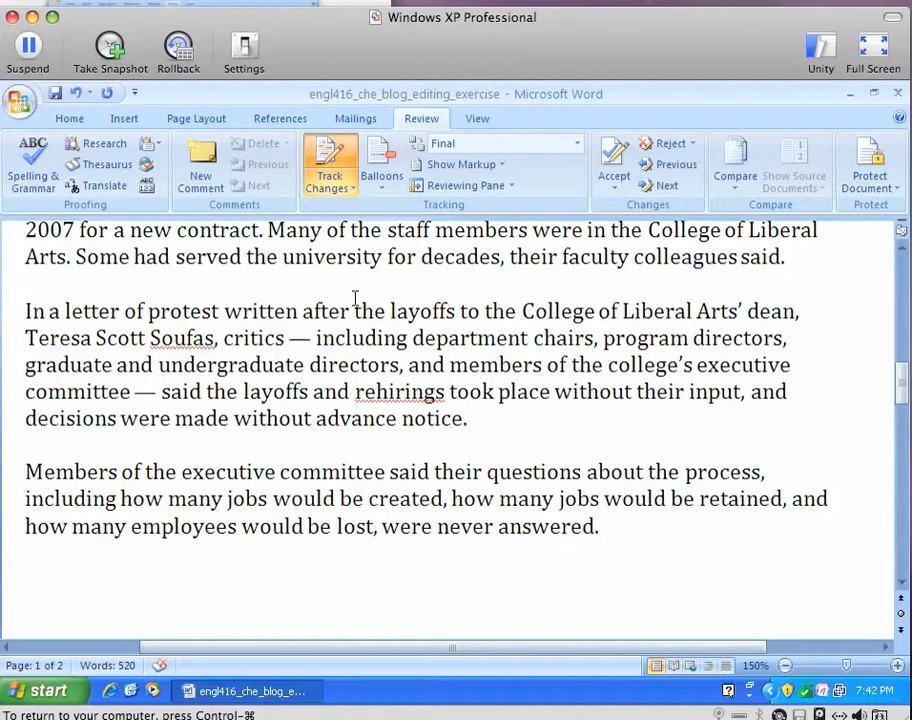 Windows XP Professional
Suspend
Take Snapshot
Rollback
Settings
Unity
Full Screen
engl416_che_blog_editing_exercise - Microsoft Word
Home
Insert
Page Layout
References
Mailings
Review
View
ABC
Spelling & Grammar
Research
Thesaurus
Translate
ABC
123
Proofing
New Comment
Delete
Previous
Next
Comments
Track Changes
Balloons
Final
Show Markup
Reviewing Pane
Tracking
Accept
Reject
Previous
Next
Changes
Compare
Show Source Documents
Compare
Protect Document
Protect
2007 for a new contract. Many of the staff members were in the College of Liberal
Arts. Some had served the university for decades, their faculty colleagues said.
In a letter of protest written after the layoffs to the College of Liberal Arts’ dean,
Teresa Scott Soufas, critics — including department chairs, program directors,
graduate and undergraduate directors, and members of the college’s executive
committee — said the layoffs and rehirings took place without their input, and
decisions were made without advance notice.
Members of the executive committee said their questions about the process,
including how many jobs would be created, how many jobs would be retained, and
how many employees would be lost, were never answered.
Page: 1 of 2
Words: 520
150%
start
engl416_che_blog_e...
7:42 PM
To return to your computer, press Control-⌘